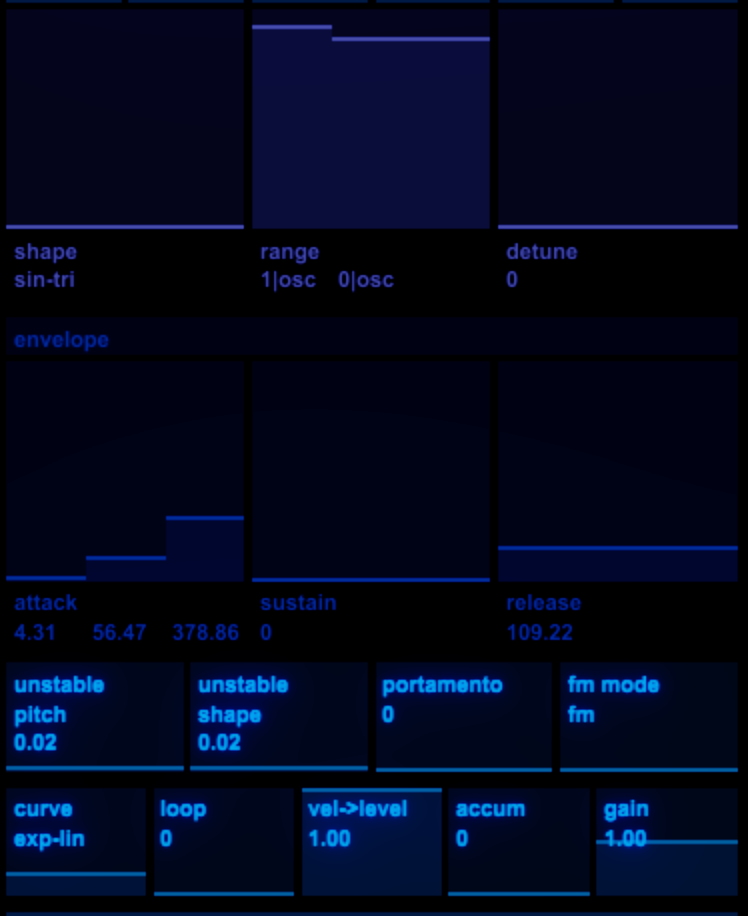 shape range detune
sin-tri 1|osc 0|osc 0
envelope
attack sustain release
4.31 56.47 378.86 0 109.22
unstable unstable portamento fm mode
pitch shape 0 fm
0.02 0.02
curve loop vel->level accum gain
exp-lin 0 1.00 0 1.00